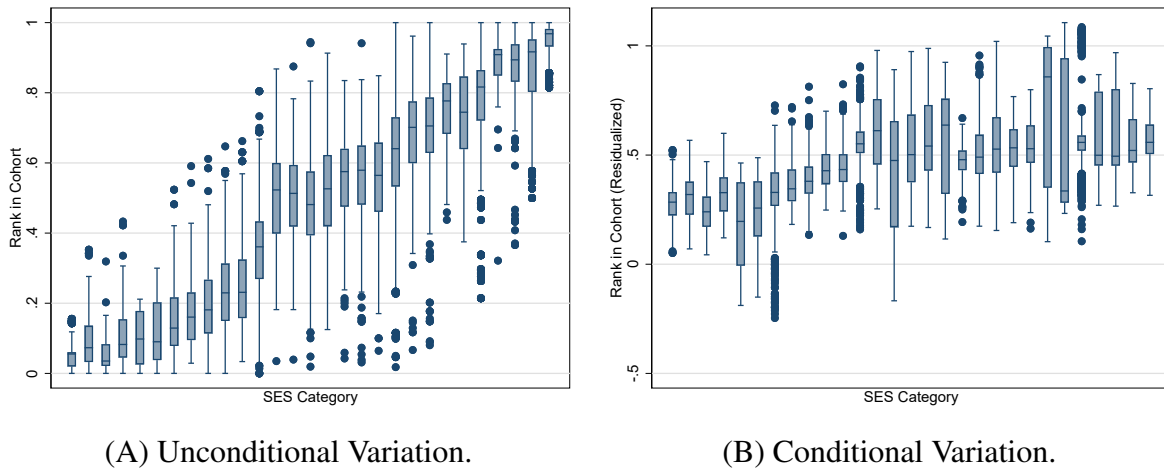 Rank in Cohort
1
.8
.6
.4
.2
0
SES Category
(A) Unconditional Variation.
Rank in Cohort (Residualized)
1
.5
0
-.5
SES Category
(B) Conditional Variation.